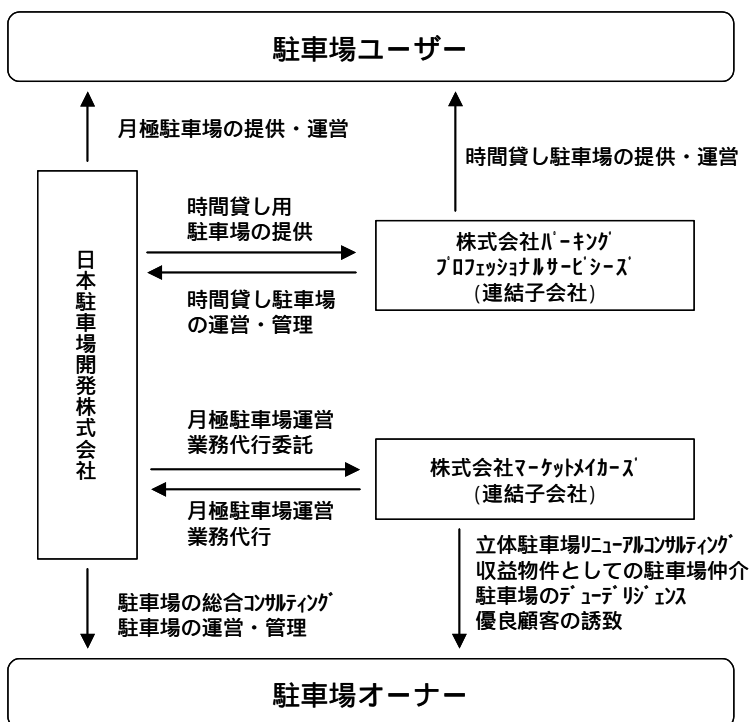 駐車場ユーザー
月極駐車場の提供・運営
時間貸し駐車場の提供・運営
日本駐車場開発株式会社
時間貸し用
駐車場の提供
時間貸し駐車場
の運営・管理
株式会社ﾊﾟｰｷﾝｸﾞ
ﾌﾟﾛﾌｪｯｼｮﾅﾙｻｰﾋﾞｼｰｽﾞ
(連結子会社)
月極駐車場運営
業務代行委託
月極駐車場運営
業務代行
株式会社ﾏｰｹｯﾄﾒｲｶｰｽﾞ
(連結子会社)
駐車場の総合ｺﾝｻﾙﾃｨﾝｸﾞ
駐車場の運営・管理
立体駐車場ﾘﾆｭｰｱﾙｺﾝｻﾙﾃｨﾝｸﾞ
収益物件としての駐車場仲介
駐車場のﾃﾞｭｰﾃﾞﾘｼﾞｪﾝｽ
優良顧客の誘致
駐車場オーナー